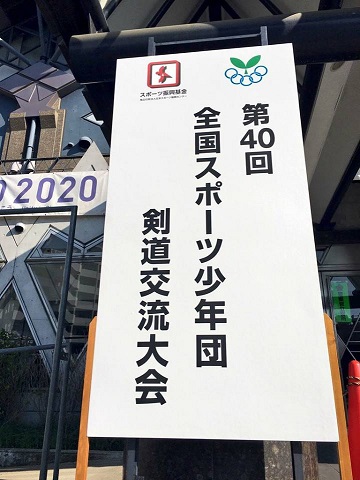 第40回
全国スポーツ少年団
剣道交流大会
スポーツ振興基金
2020